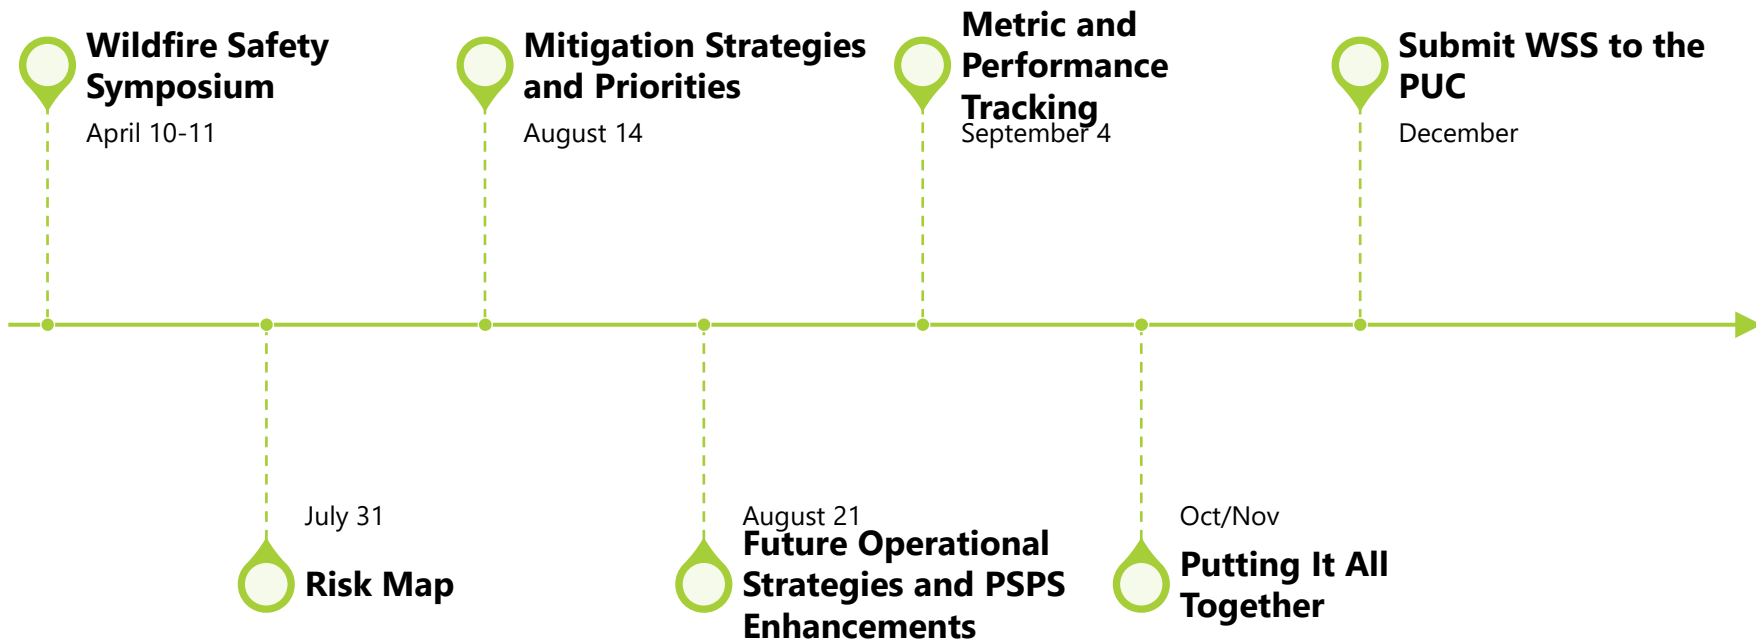 Wildfire Safety
Symposium
April 10-11
July 31
Risk Map
Mitigation Strategies
and Priorities
August 14
August 21
Future Operational
Strategies and PSPS
Enhancements
Metric and
Performance
Tracking
September 4
Oct/Nov
Putting It All
Together
Submit WSS to the
PUC
December